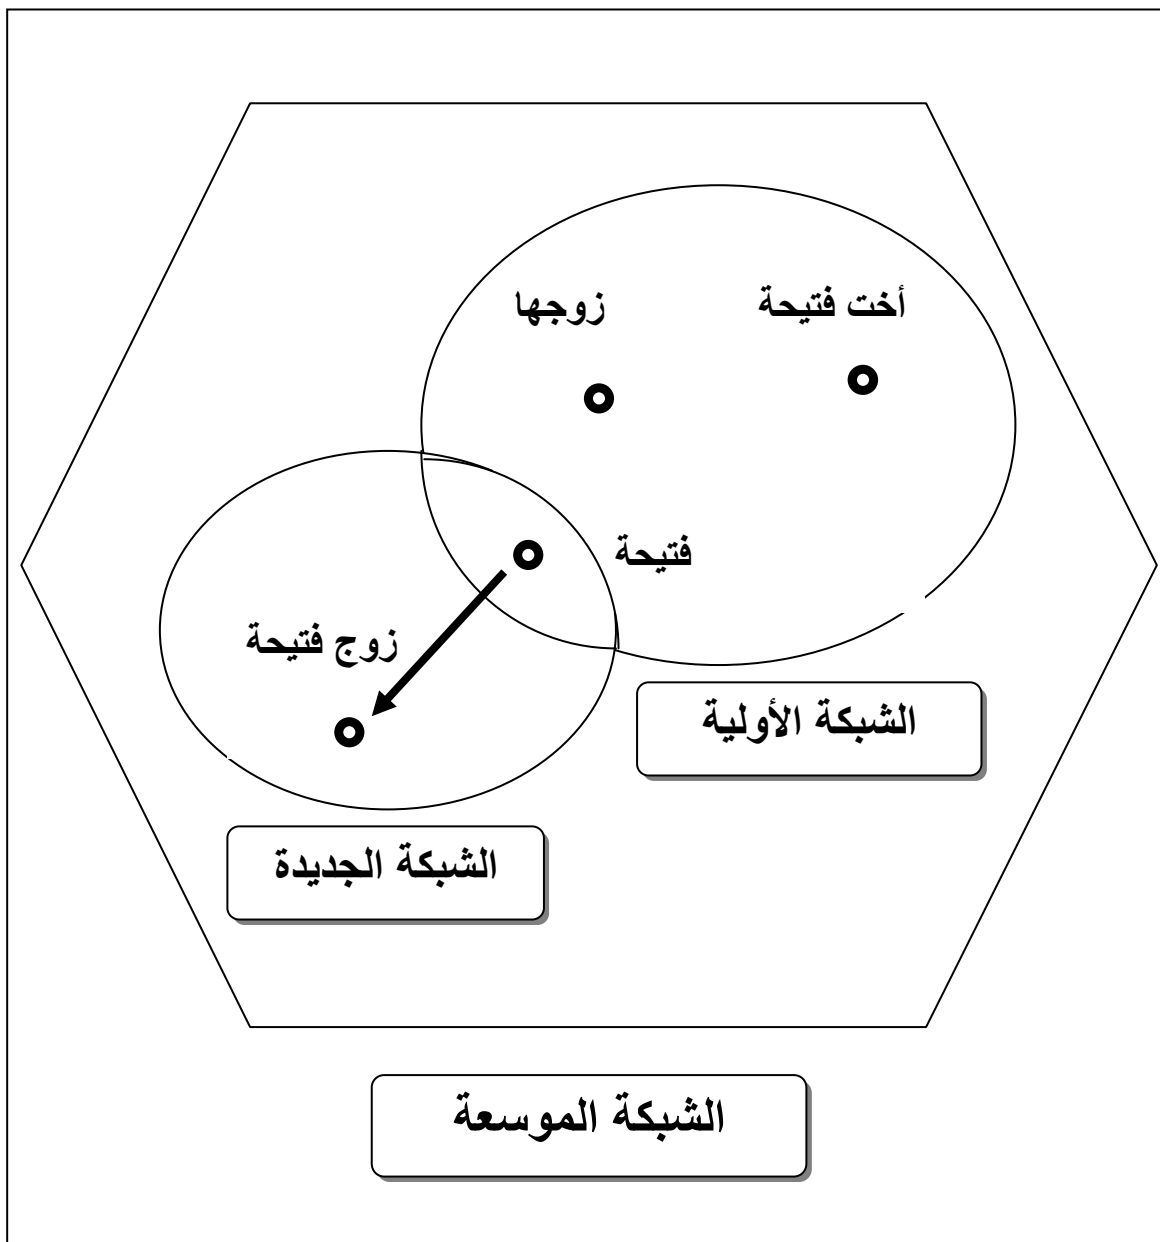 أخت فتيحة
زوجها
فتيحة
زوج فتيحة
الشبكة الأولية
الشبكة الجديدة
الشبكة الموسعة